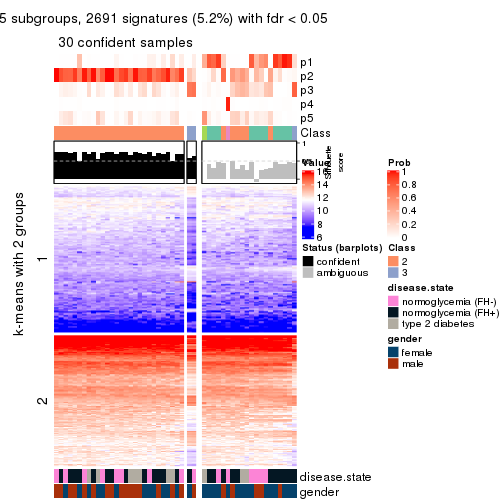 5 subgroups, 2691 signatures (5.2%) with fdr < 0.05
30 confident samples
p1
p2
p3
p4
p5
Class
1
Silhouette
score
k-means with 2 groups
1
2
disease.state
gender
Value
16
14
12
10
8
6
Prob
1
0.8
0.6
0.4
0.2
0
Status (barplots)
confident
ambiguous
Class
2
3
disease.state
normoglycemia (FH-)
normoglycemia (FH+)
type 2 diabetes
gender
female
male